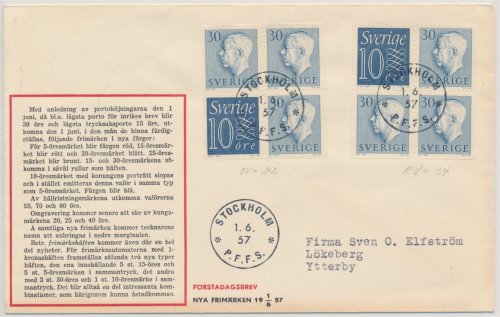 30 30 Sverige 30
SVERIGE SVERIGE 10 SVERIGE
STOCKHOLM öre STOCKHOLM
1.6. 1.6.
57 57
Sverige 30 30 30
10 P.F.F.S. P.F.F.S.
öre SVERIGE SVERIGE SVERIGE
Med anledning av portohöjningarna den 1
juni, då bl.a. lägsta porto för inrikes brev blir
30 öre och lägsta trycksaksporto 15 öre, ut-
komma den 1 juni, i den mån de hinna färdig-
ställas, följande frimärken i nya färger:
För 5-öresmärket blir färgen röd, 15-öresmär-
ket blir rött och 20-öresmärket blått. 25-öresmär-
ket blir brunt. 15- och 30-öresmärkena ut-
komma i såväl rullar som häften.
10-öresmärket med konungens porträtt slopas
och i stället emitteras denna valör i samma typ
som 5-öresmärket. Färgen blir blå.
Av hällristningsmärkena utkomma valörerna
55, 70 och 80 öre.
Omgravering kommer senare att ske av kunga-
märkena 20, 25 och 40 öre.
Å samtliga nya frimärken kommer tecknarens
namn att anbringas i nedre marginalen.
Betr. frimärkshäften kommer även där en hel
del nyheter. För frimärksautomaterna med 1-
kronashäften framställas sålunda två nya typer
häften, den ena innehållande 5 st. 15-öres och
5 st. 5-öresmärken i sammantryck, det andra
med 3 st. 30-öres och 1 st. 10-öresmärke i sam-
mantryck. Det blir alltså en del intressanta kom-
binationer, som härigenom kunna åstadkommas.
STOCKHOLM
1.6.
57
P.F.F.S.
Firma Sven O. Elfström
Lökeberg
Ytterby
FÖRSTADAGSBREV
NYA FRIMÄRKEN 19 1/6 57